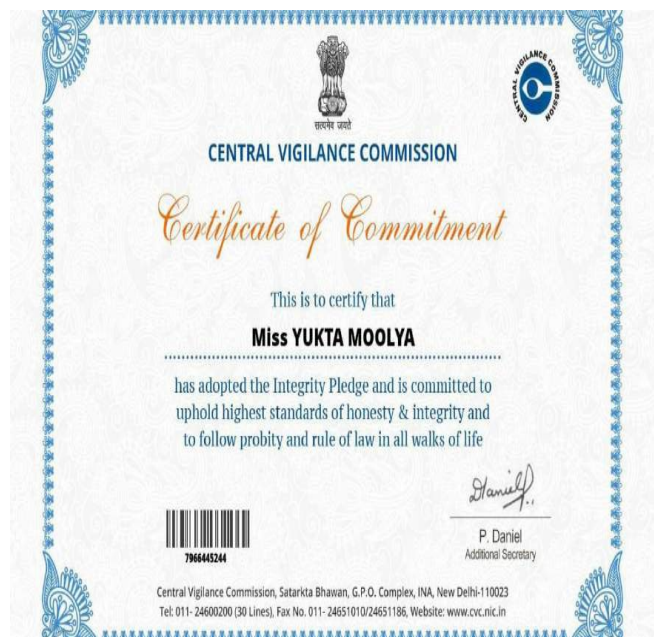 सत्यमेव जयते
CENTRAL VIGILANCE COMMISSION
CENTRAL VIGILANCE COMMISSION
Certificate of Commitment
This is to certify that
Miss YUKTA MOOLYA
has adopted the Integrity Pledge and is committed to
uphold highest standards of honesty & integrity and
to follow probity and rule of law in all walks of life
Daniel
P. Daniel
Additional Secretary
7966445244
Central Vigilance Commission, Satarkta Bhawan, G.P.O. Complex, INA, New Delhi-110023
Tel: 011- 24600200 (30 Lines), Fax No. 011- 24651010/24651186, Website: www.cvc.nic.in